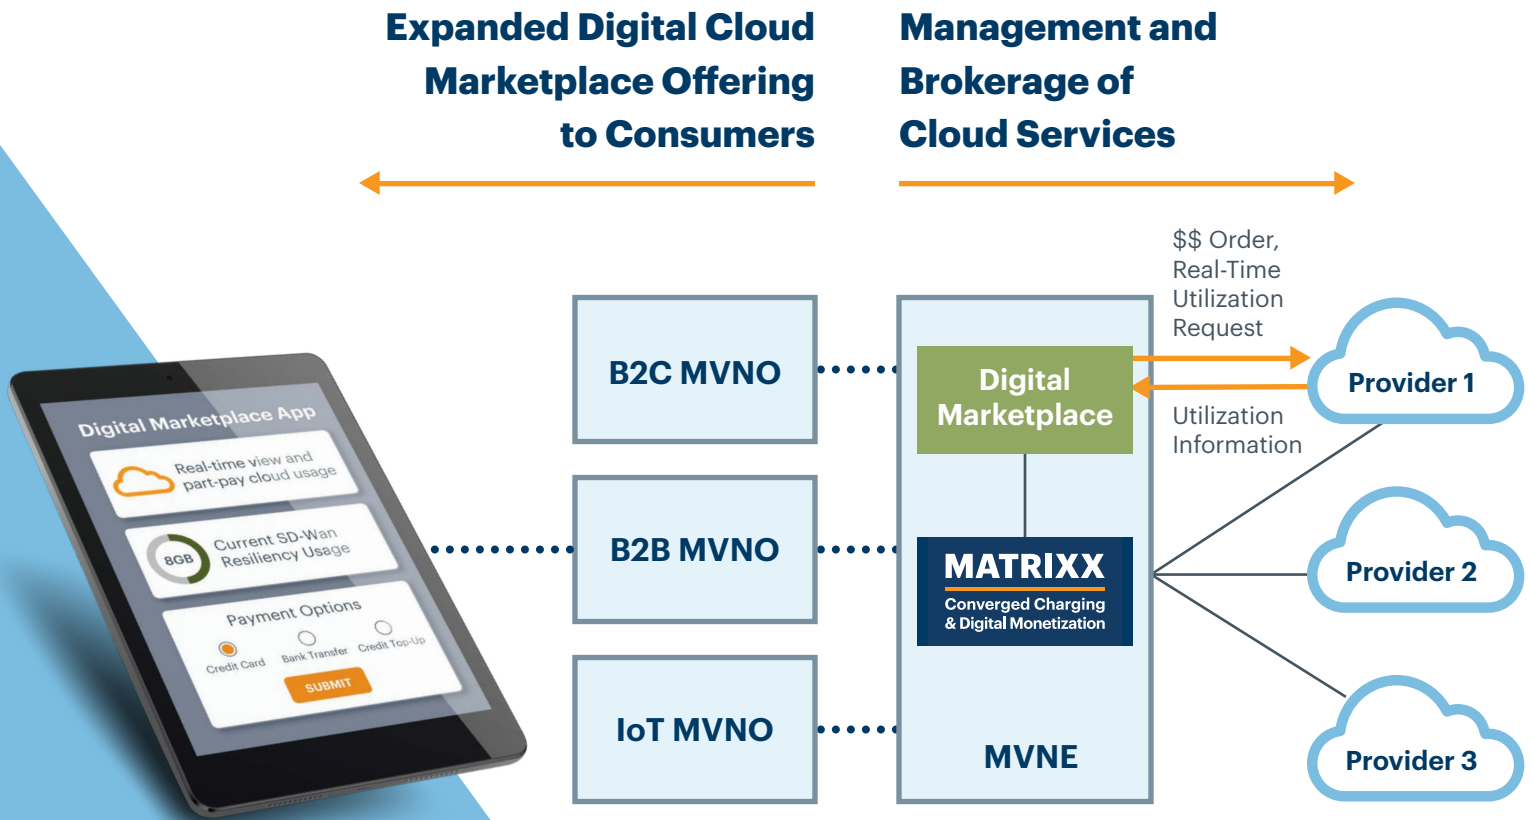 Expanded Digital Cloud
Marketplace Offering
to Consumers
Management and
Brokerage of
Cloud Services
$$ Order,
Real-Time
Utilization
Request
Utilization
Information
Digital Marketplace App
Real-time view and
part-pay cloud usage
8GB
Current SD-Wan
Resiliency Usage
Payment Options
Credit Card
Bank Transfer
Credit Top-Up
SUBMIT
B2C MVNO
B2B MVNO
IoT MVNO
Digital
Marketplace
MATRIXX
Converged Charging
& Digital Monetization
MVNE
Provider 1
Provider 2
Provider 3